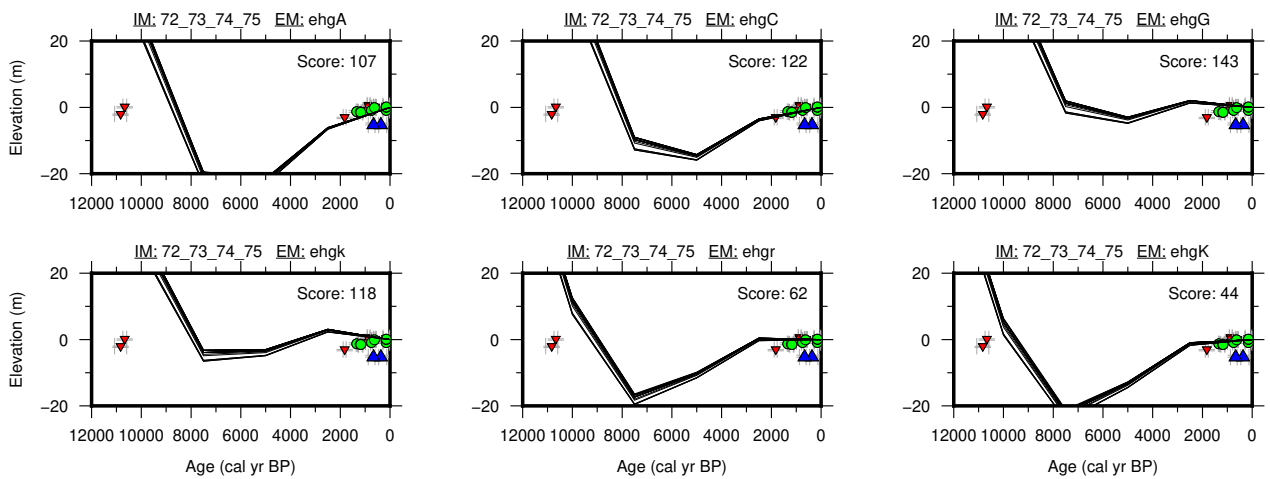 IM: 72_73_74_75 EM: ehgA
IM: 72_73_74_75 EM: ehgC
IM: 72_73_74_75 EM: ehgG
Elevation (m)
20
0
−20
Score: 107
12000 10000 8000 6000 4000 2000 0
20
0
−20
Score: 122
12000 10000 8000 6000 4000 2000 0
20
0
−20
Score: 143
12000 10000 8000 6000 4000 2000 0
IM: 72_73_74_75 EM: ehgk
IM: 72_73_74_75 EM: ehgr
IM: 72_73_74_75 EM: ehgK
Elevation (m)
20
0
−20
Score: 118
12000 10000 8000 6000 4000 2000 0
Age (cal yr BP)
20
0
−20
Score: 62
12000 10000 8000 6000 4000 2000 0
Age (cal yr BP)
20
0
−20
Score: 44
12000 10000 8000 6000 4000 2000 0
Age (cal yr BP)